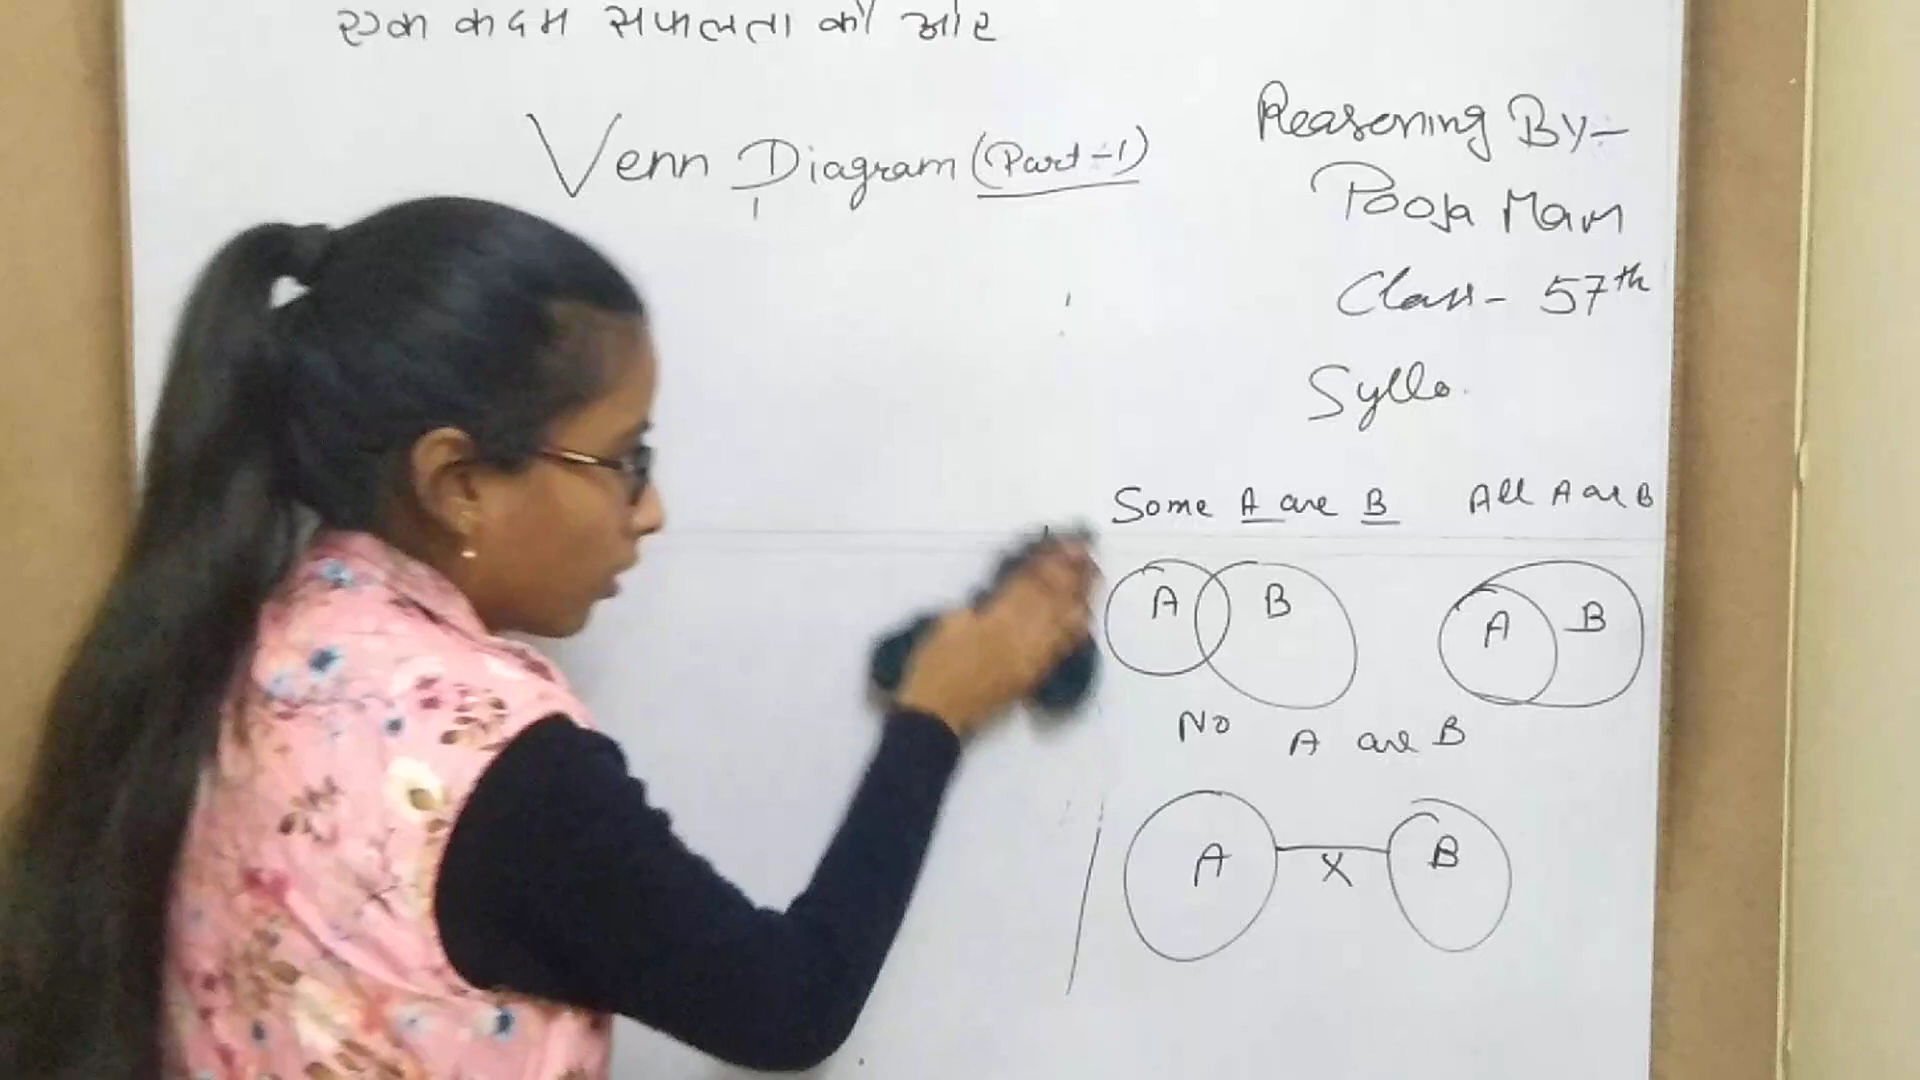 एक कदम सफलता की ओर
Venn Diagram (Part-1)
Reasoning By-
Pooja Mam
Class- 57th
Syllo.
Some A are B
All A are B
A B
A B
No A are B
A X B